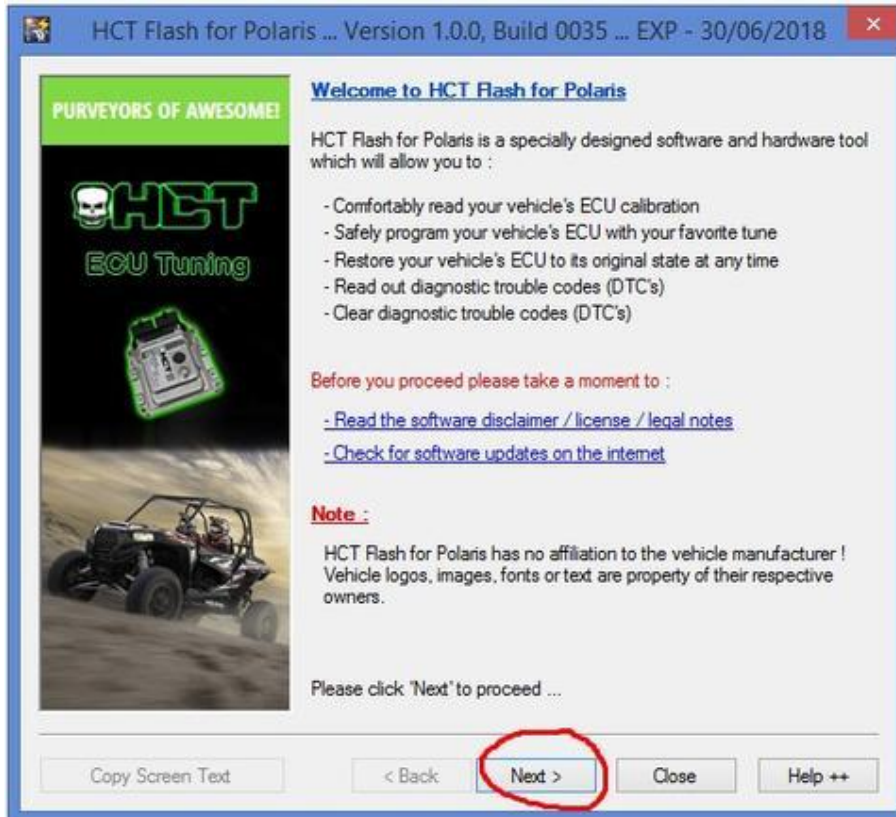 HCT Flash for Polaris ... Version 1.0.0, Build 0035 ... EXP - 30/06/2018
PURVEYORS OF AWESOME!
HCT
ECU Tuning
Welcome to HCT Flash for Polaris
HCT Flash for Polaris is a specially designed software and hardware tool
which will allow you to :
- Comfortably read your vehicle's ECU calibration
- Safely program your vehicle's ECU with your favorite tune
- Restore your vehicle's ECU to its original state at any time
- Read out diagnostic trouble codes (DTC's)
- Clear diagnostic trouble codes (DTC's)
Before you proceed please take a moment to :
- Read the software disclaimer / license / legal notes
- Check for software updates on the internet
Note :
HCT Flash for Polaris has no affiliation to the vehicle manufacturer !
Vehicle logos, images, fonts or text are property of their respective
owners.
Please click 'Next' to proceed ...
Copy Screen Text
< Back
Next >
Close
Help ++